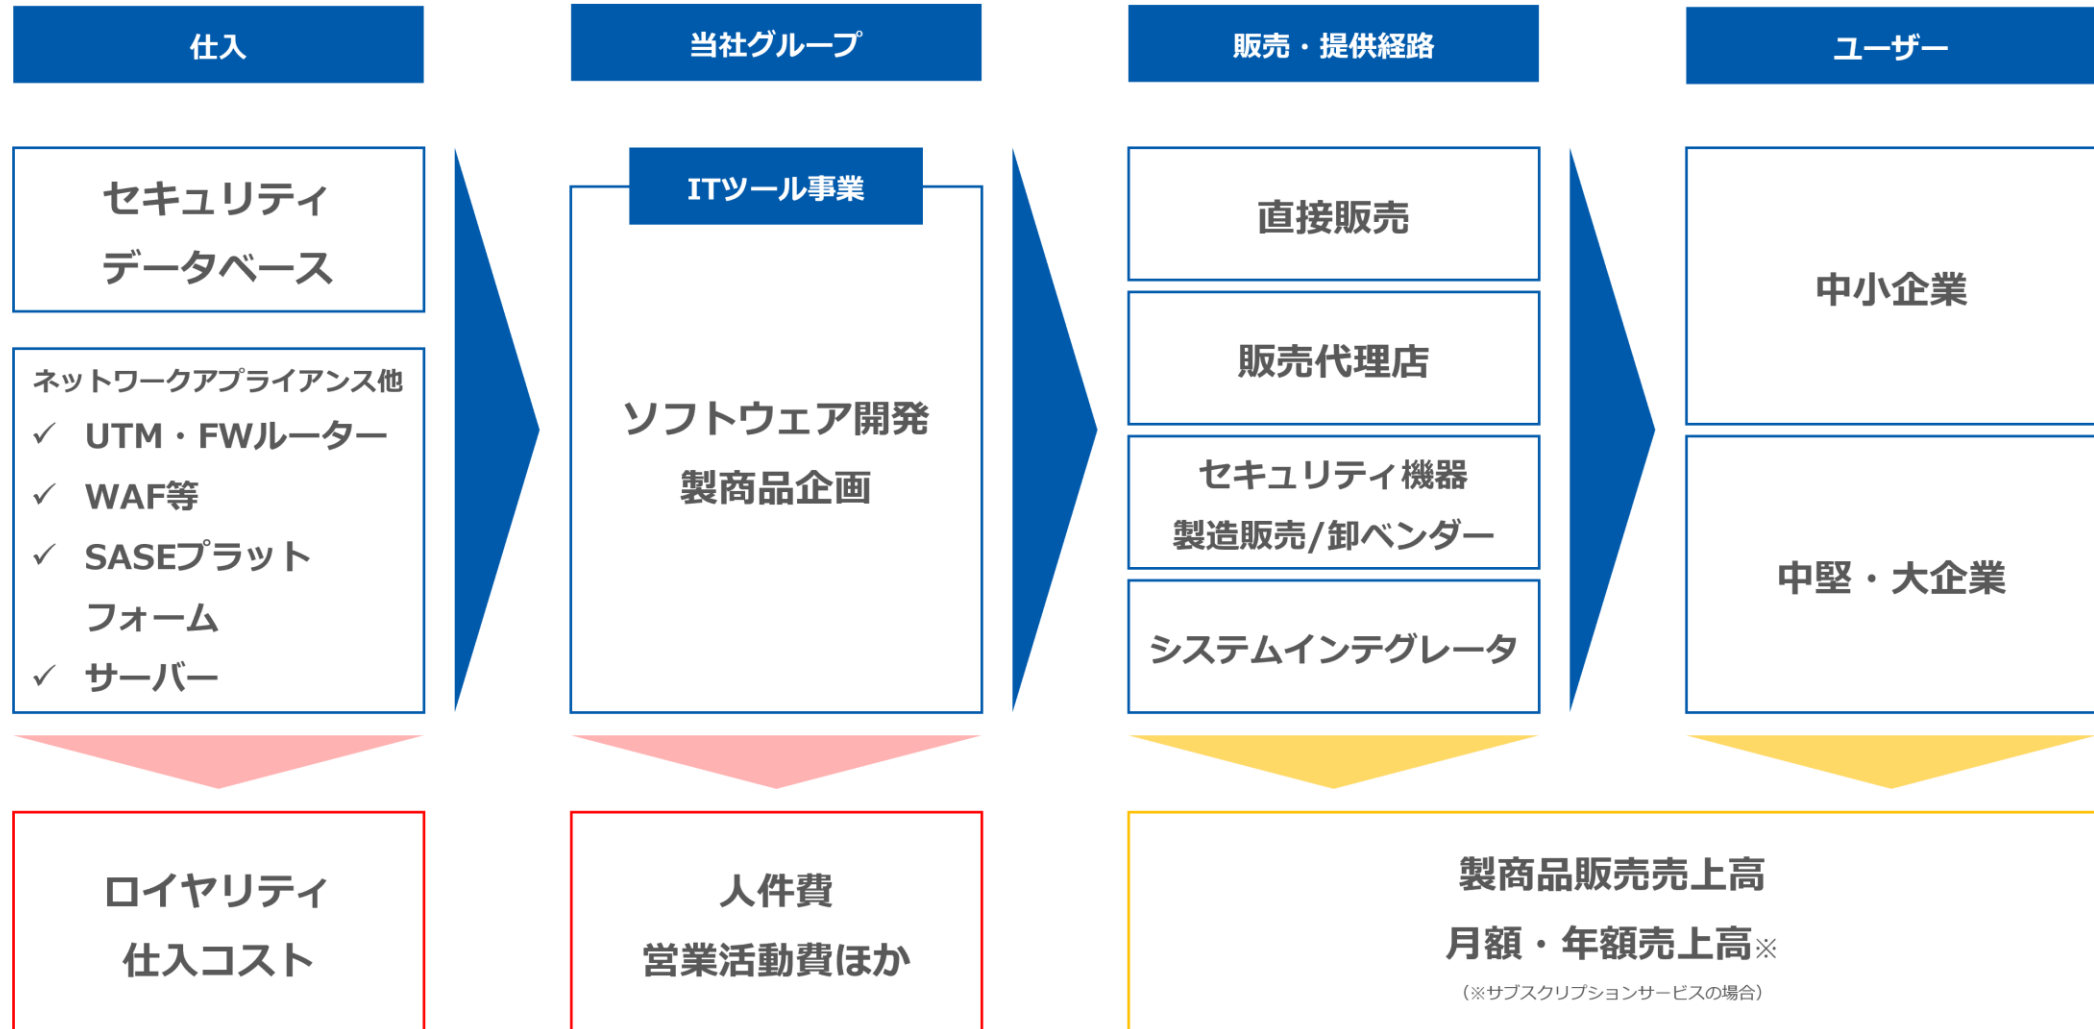 仕入
当社グループ
販売・提供経路
ユーザー
セキュリティ
データベース
ネットワークアプライアンス他
✓ UTM・FWルーター
✓ WAF等
✓ SASEプラット
フォーム
✓ サーバー
ITツール事業
ソフトウェア開発
製商品企画
直接販売
販売代理店
セキュリティ機器
製造販売/卸ベンダー
システムインテグレータ
中小企業
中堅・大企業
ロイヤリティ
仕入コスト
人件費
営業活動費ほか
製商品販売売上高
月額・年額売上高※
（※サブスクリプションサービスの場合）